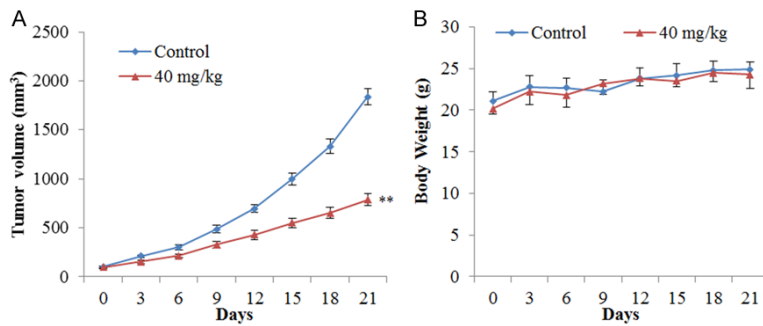 A
Tumor volume (mm²)
2500
2000
1500
1000
500
0
Control
40 mg/kg
**
0 3 6 9 12 15 18 21
Days
B
Body Weight (g)
30
25
20
15
10
5
0
Control 40 mg/kg
0 3 6 9 12 15 18 21
Days